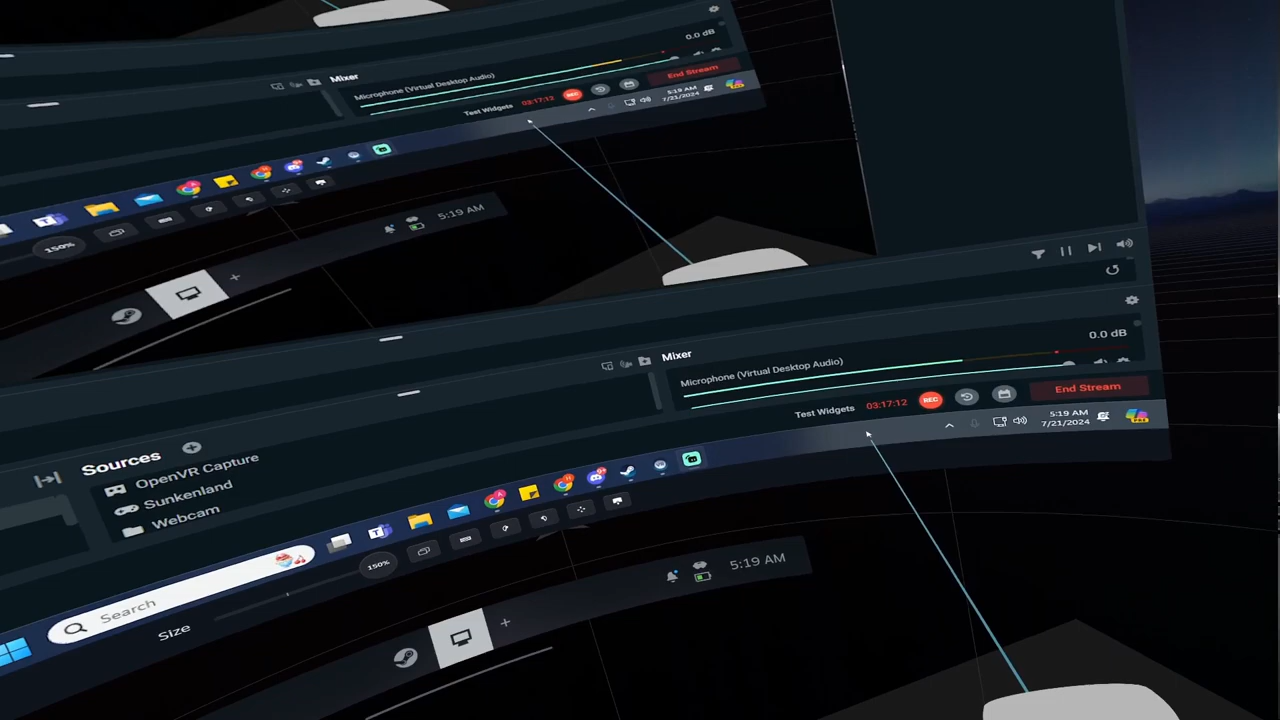 0.0 dB
Mixer
Microphone (Virtual Desktop Audio)
End Stream
Test Widgets 03:17:12 REC
5:19 AM
7/21/2024
150%
5:19 AM
0.0 dB
Mixer
Microphone (Virtual Desktop Audio)
End Stream
Test Widgets 03:17:12 REC
5:19 AM
7/21/2024
Sources
OpenVR Capture
Sunkenland
Webcam
Search
150%
Size
5:19 AM